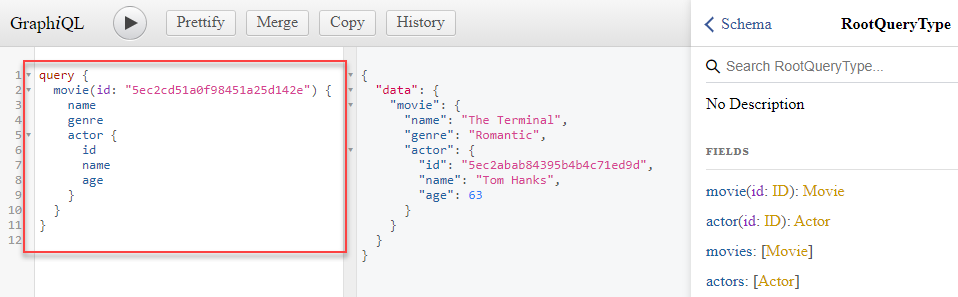 GraphiQL
Prettify
Merge
Copy
History
Schema
RootQueryType
1 query {
2 movie(id: "5ec2cd51a0f98451a25d142e") {
3 name
4 genre
5 actor {
6 id
7 name
8 age
9 }
10 }
11 }
12
{
"data": {
"movie": {
"name": "The Terminal",
"genre": "Romantic",
"actor": {
"id": "5ec2abab84395b4b4c71ed9d",
"name": "Tom Hanks",
"age": 63
}
}
}
}
Search RootQueryType...
No Description
FIELDS
movie(id: ID): Movie
actor(id: ID): Actor
movies: [Movie]
actors: [Actor]